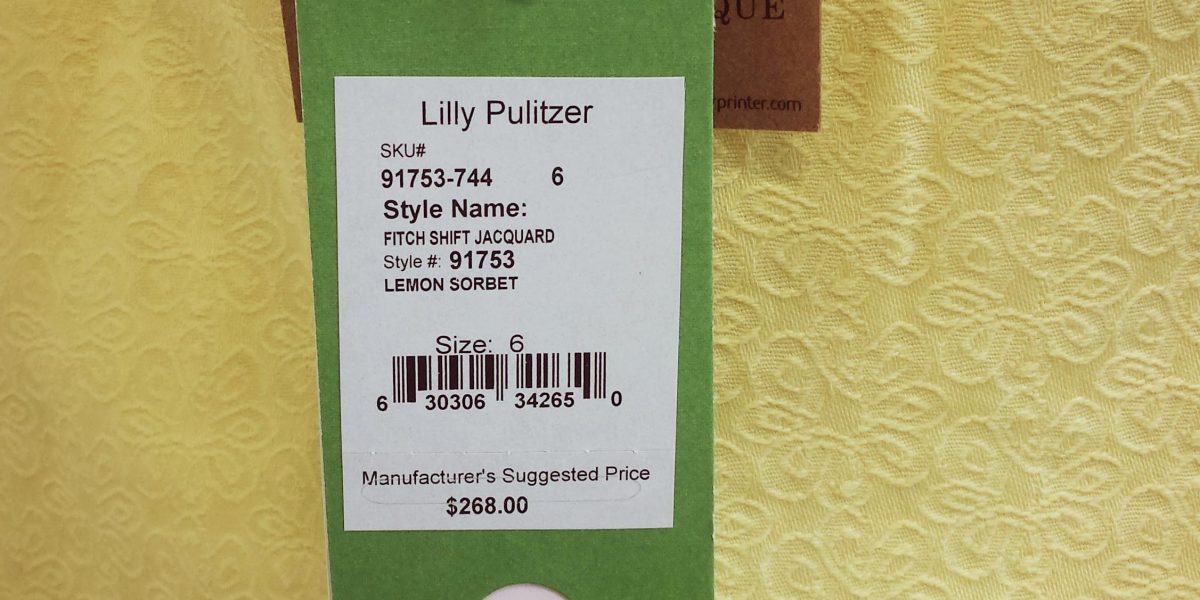 QUE
printer.com
Lilly Pulitzer
SKU#
91753-744 6
Style Name:
FITCH SHIFT JACQUARD
Style #: 91753
LEMON SORBET
Size: 6
6 30306 34265 0
Manufacturer's Suggested Price
$268.00